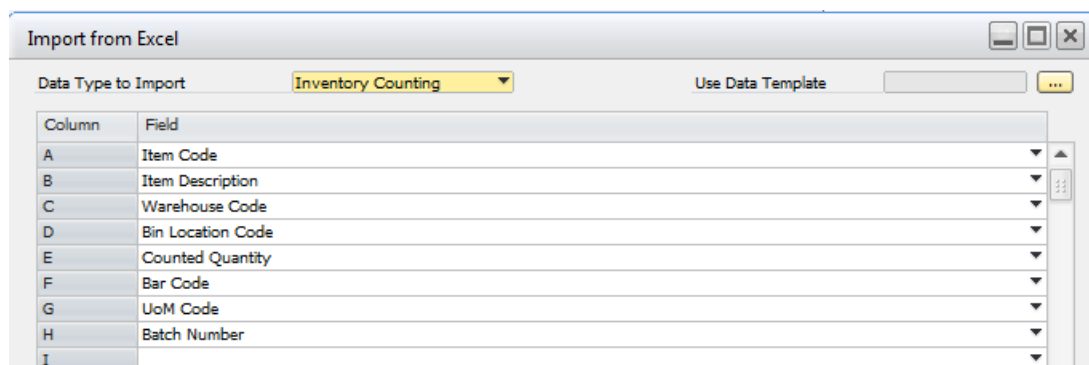 Import from Excel
Data Type to Import Inventory Counting Use Data Template ...
Column Field
A Item Code
B Item Description
C Warehouse Code
D Bin Location Code
E Counted Quantity
F Bar Code
G UoM Code
H Batch Number
I